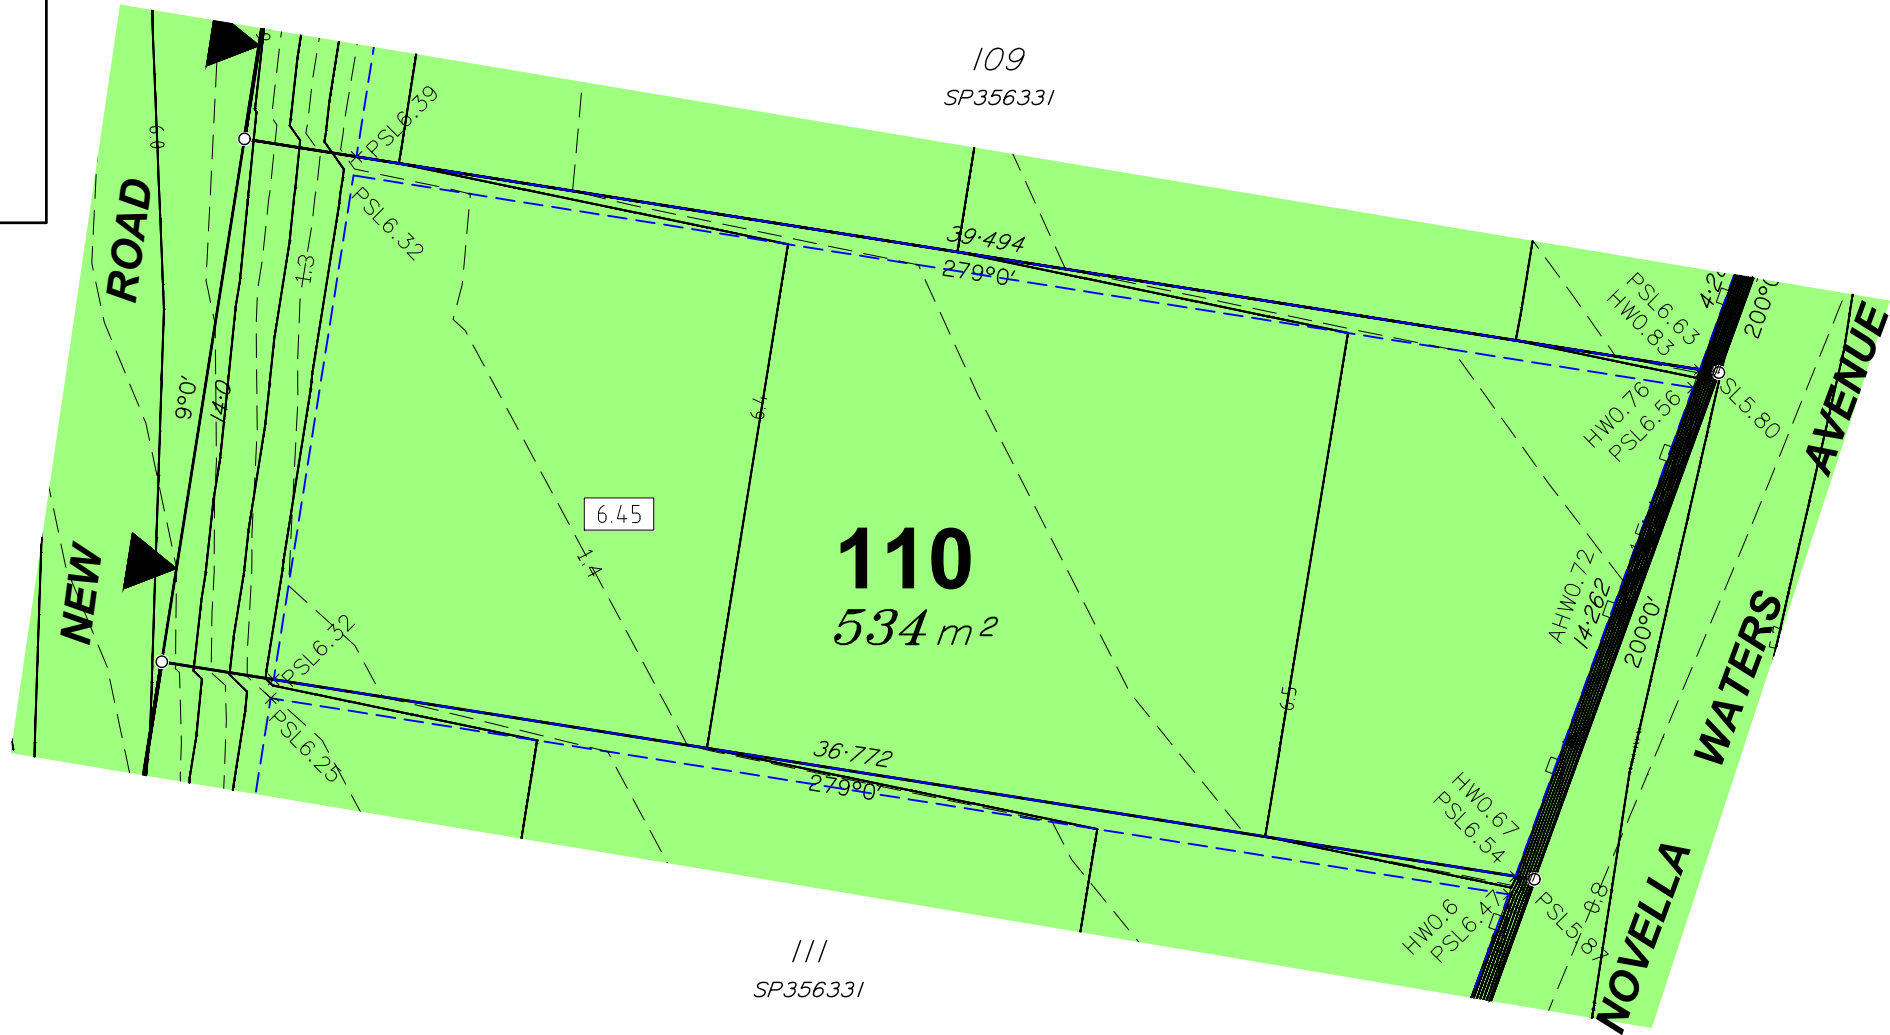 109
SP356331
PSL6.39
6.0
ROAD
PSL6.32
1.3
39·494
279°0'
PSL6.63
HW0.83
200°0'
HW0.76
PSL6.56
PSL5.80
AVENUE
9°0'
14·0
6.4
6.45
110
534 m²
1.4
NEW
AHW0.72
14·262
200°0'
WATERS
PSL6.32
6.5
PSL6.25
36·772
279°0'
HW0.67
PSL6.54
0.8
HW0.6
PSL6.47
PSL5.87
NOVELLA
111
SP356331